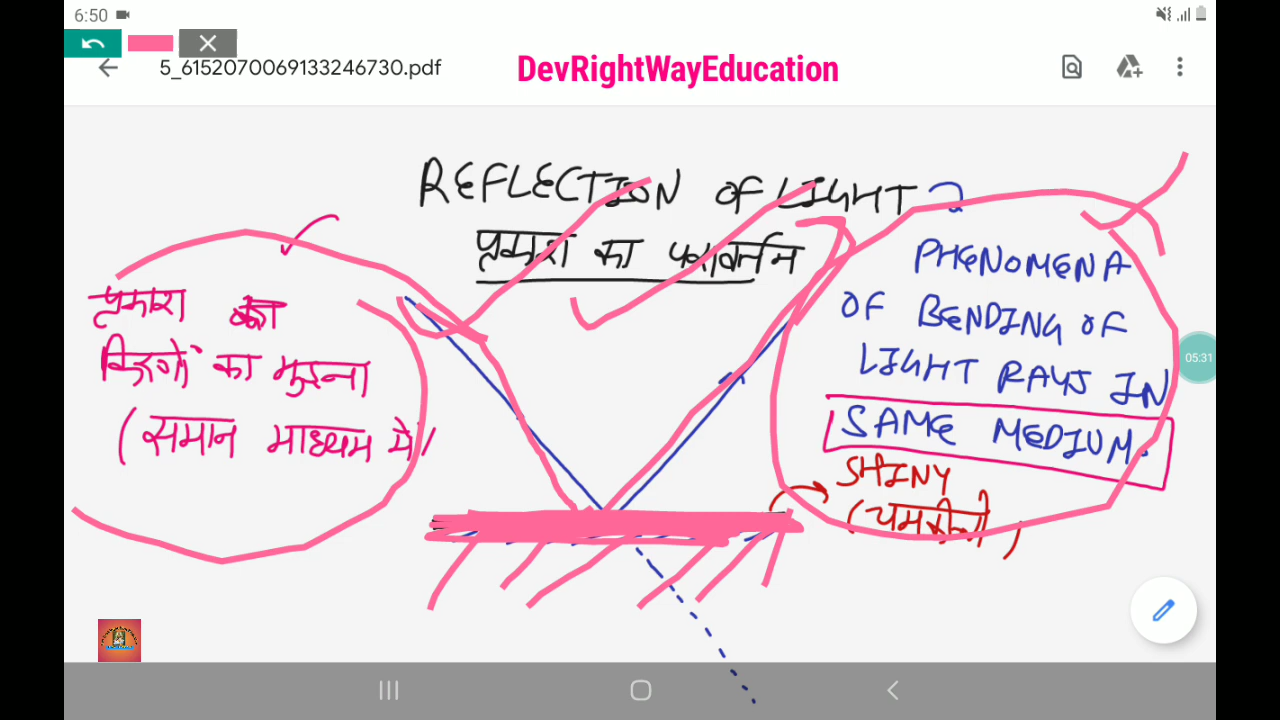 6:50
5_6152070069133246730.pdf
DevRightWayEducation
REFLECTION OF LIGHT
प्रकाश का परावर्तन
प्रकाश का
किरणों का मुड़ना
(समान माध्यम में)
PHENOMENA
OF BENDING OF
LIGHT RAYS IN
SAME MEDIUM.
SHINY
(चमकीली)
05:31